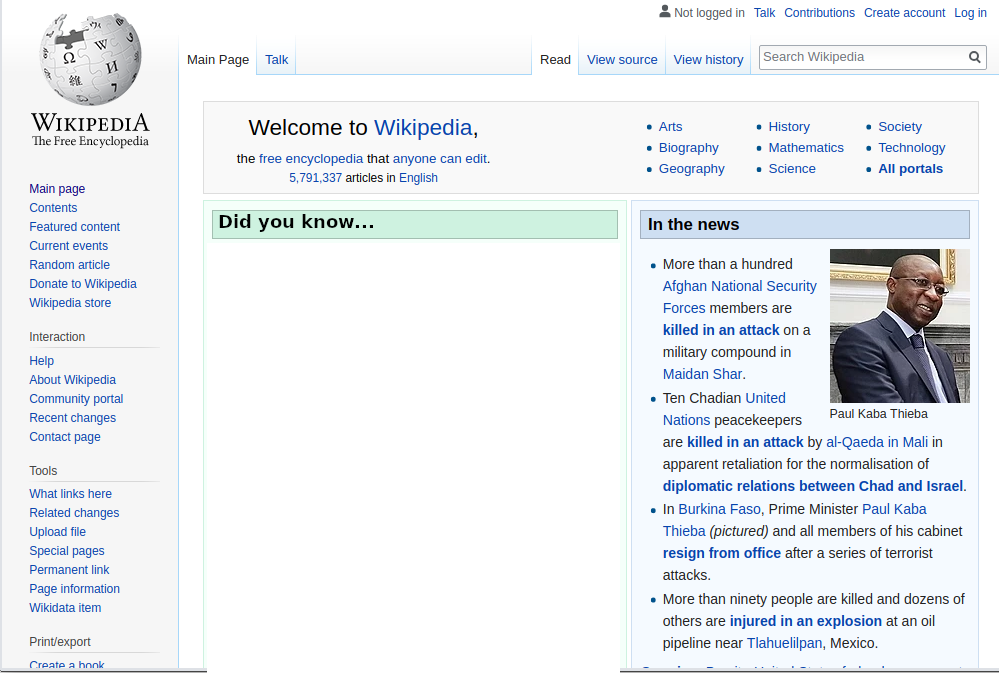 Not logged in Talk Contributions Create account Log in
WIKIPEDIA
The Free Encyclopedia
Main Page Talk Read View source View history Search Wikipedia
Welcome to Wikipedia,
the free encyclopedia that anyone can edit.
5,791,337 articles in English
Arts
Biography
Geography
History
Mathematics
Science
Society
Technology
All portals
Main page
Contents
Featured content
Current events
Random article
Donate to Wikipedia
Wikipedia store
Interaction
Help
About Wikipedia
Community portal
Recent changes
Contact page
Tools
What links here
Related changes
Upload file
Special pages
Permanent link
Page information
Wikidata item
Print/export
Create a book
Did you know...
In the news
More than a hundred
Afghan National Security
Forces members are
killed in an attack on a
military compound in
Maidan Shar.
Paul Kaba Thieba
Ten Chadian United
Nations peacekeepers
are killed in an attack by al-Qaeda in Mali in
apparent retaliation for the normalisation of
diplomatic relations between Chad and Israel.
In Burkina Faso, Prime Minister Paul Kaba
Thieba (pictured) and all members of his cabinet
resign from office after a series of terrorist
attacks.
More than ninety people are killed and dozens of
others are injured in an explosion at an oil
pipeline near Tlahuelilpan, Mexico.